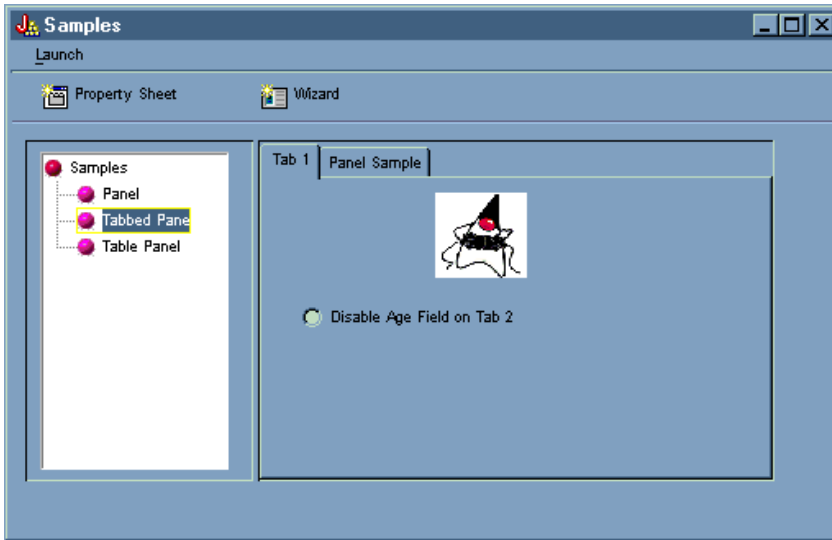 Samples
Launch
Property Sheet Wizard
Samples
Panel
Tabbed Pane
Table Panel
Tab 1 Panel Sample
Disable Age Field on Tab 2